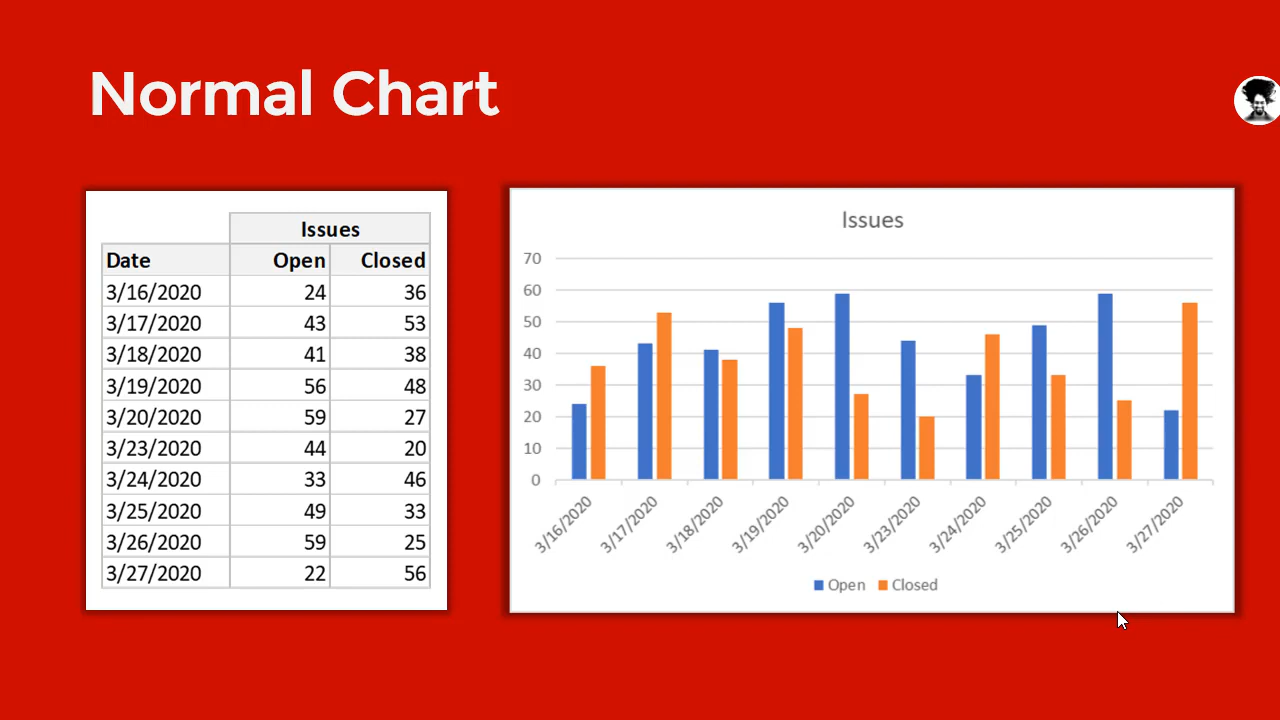 Normal Chart
Issues
Date Open Closed
3/16/2020 24 36
3/17/2020 43 53
3/18/2020 41 38
3/19/2020 56 48
3/20/2020 59 27
3/23/2020 44 20
3/24/2020 33 46
3/25/2020 49 33
3/26/2020 59 25
3/27/2020 22 56
Issues
70
60
50
40
30
20
10
0
3/16/2020 3/17/2020 3/18/2020 3/19/2020 3/20/2020 3/23/2020 3/24/2020 3/25/2020 3/26/2020 3/27/2020
Open Closed